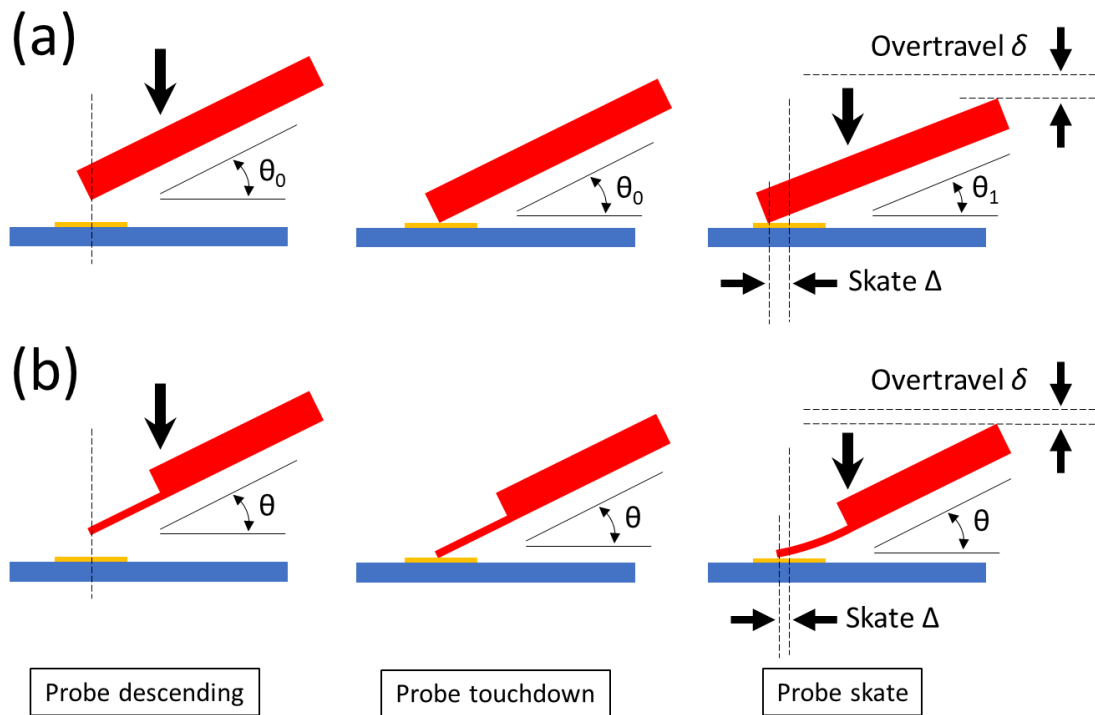 (a)
Overtravel δ
θ0
θ0
θ1
Skate Δ
(b)
Overtravel δ
θ
θ
θ
Skate Δ
Probe descending
Probe touchdown
Probe skate